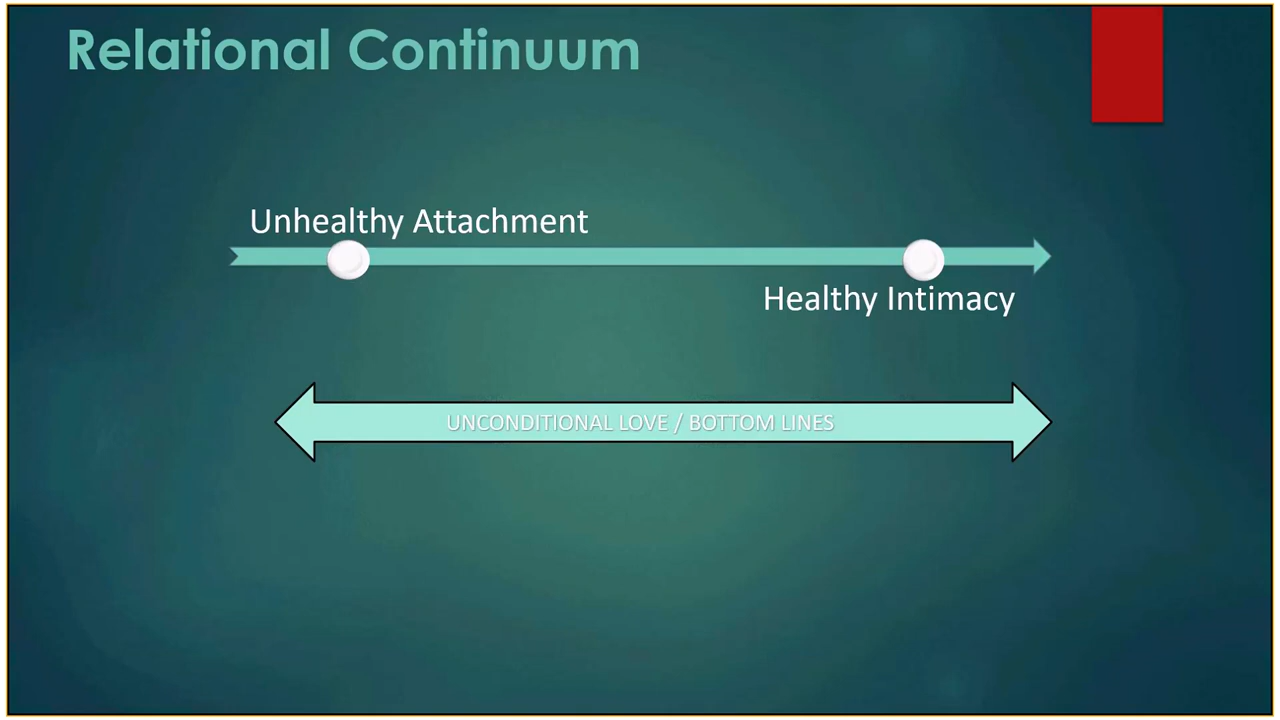 Relational Continuum
Unhealthy Attachment
Healthy Intimacy
UNCONDITIONAL LOVE / BOTTOM LINES